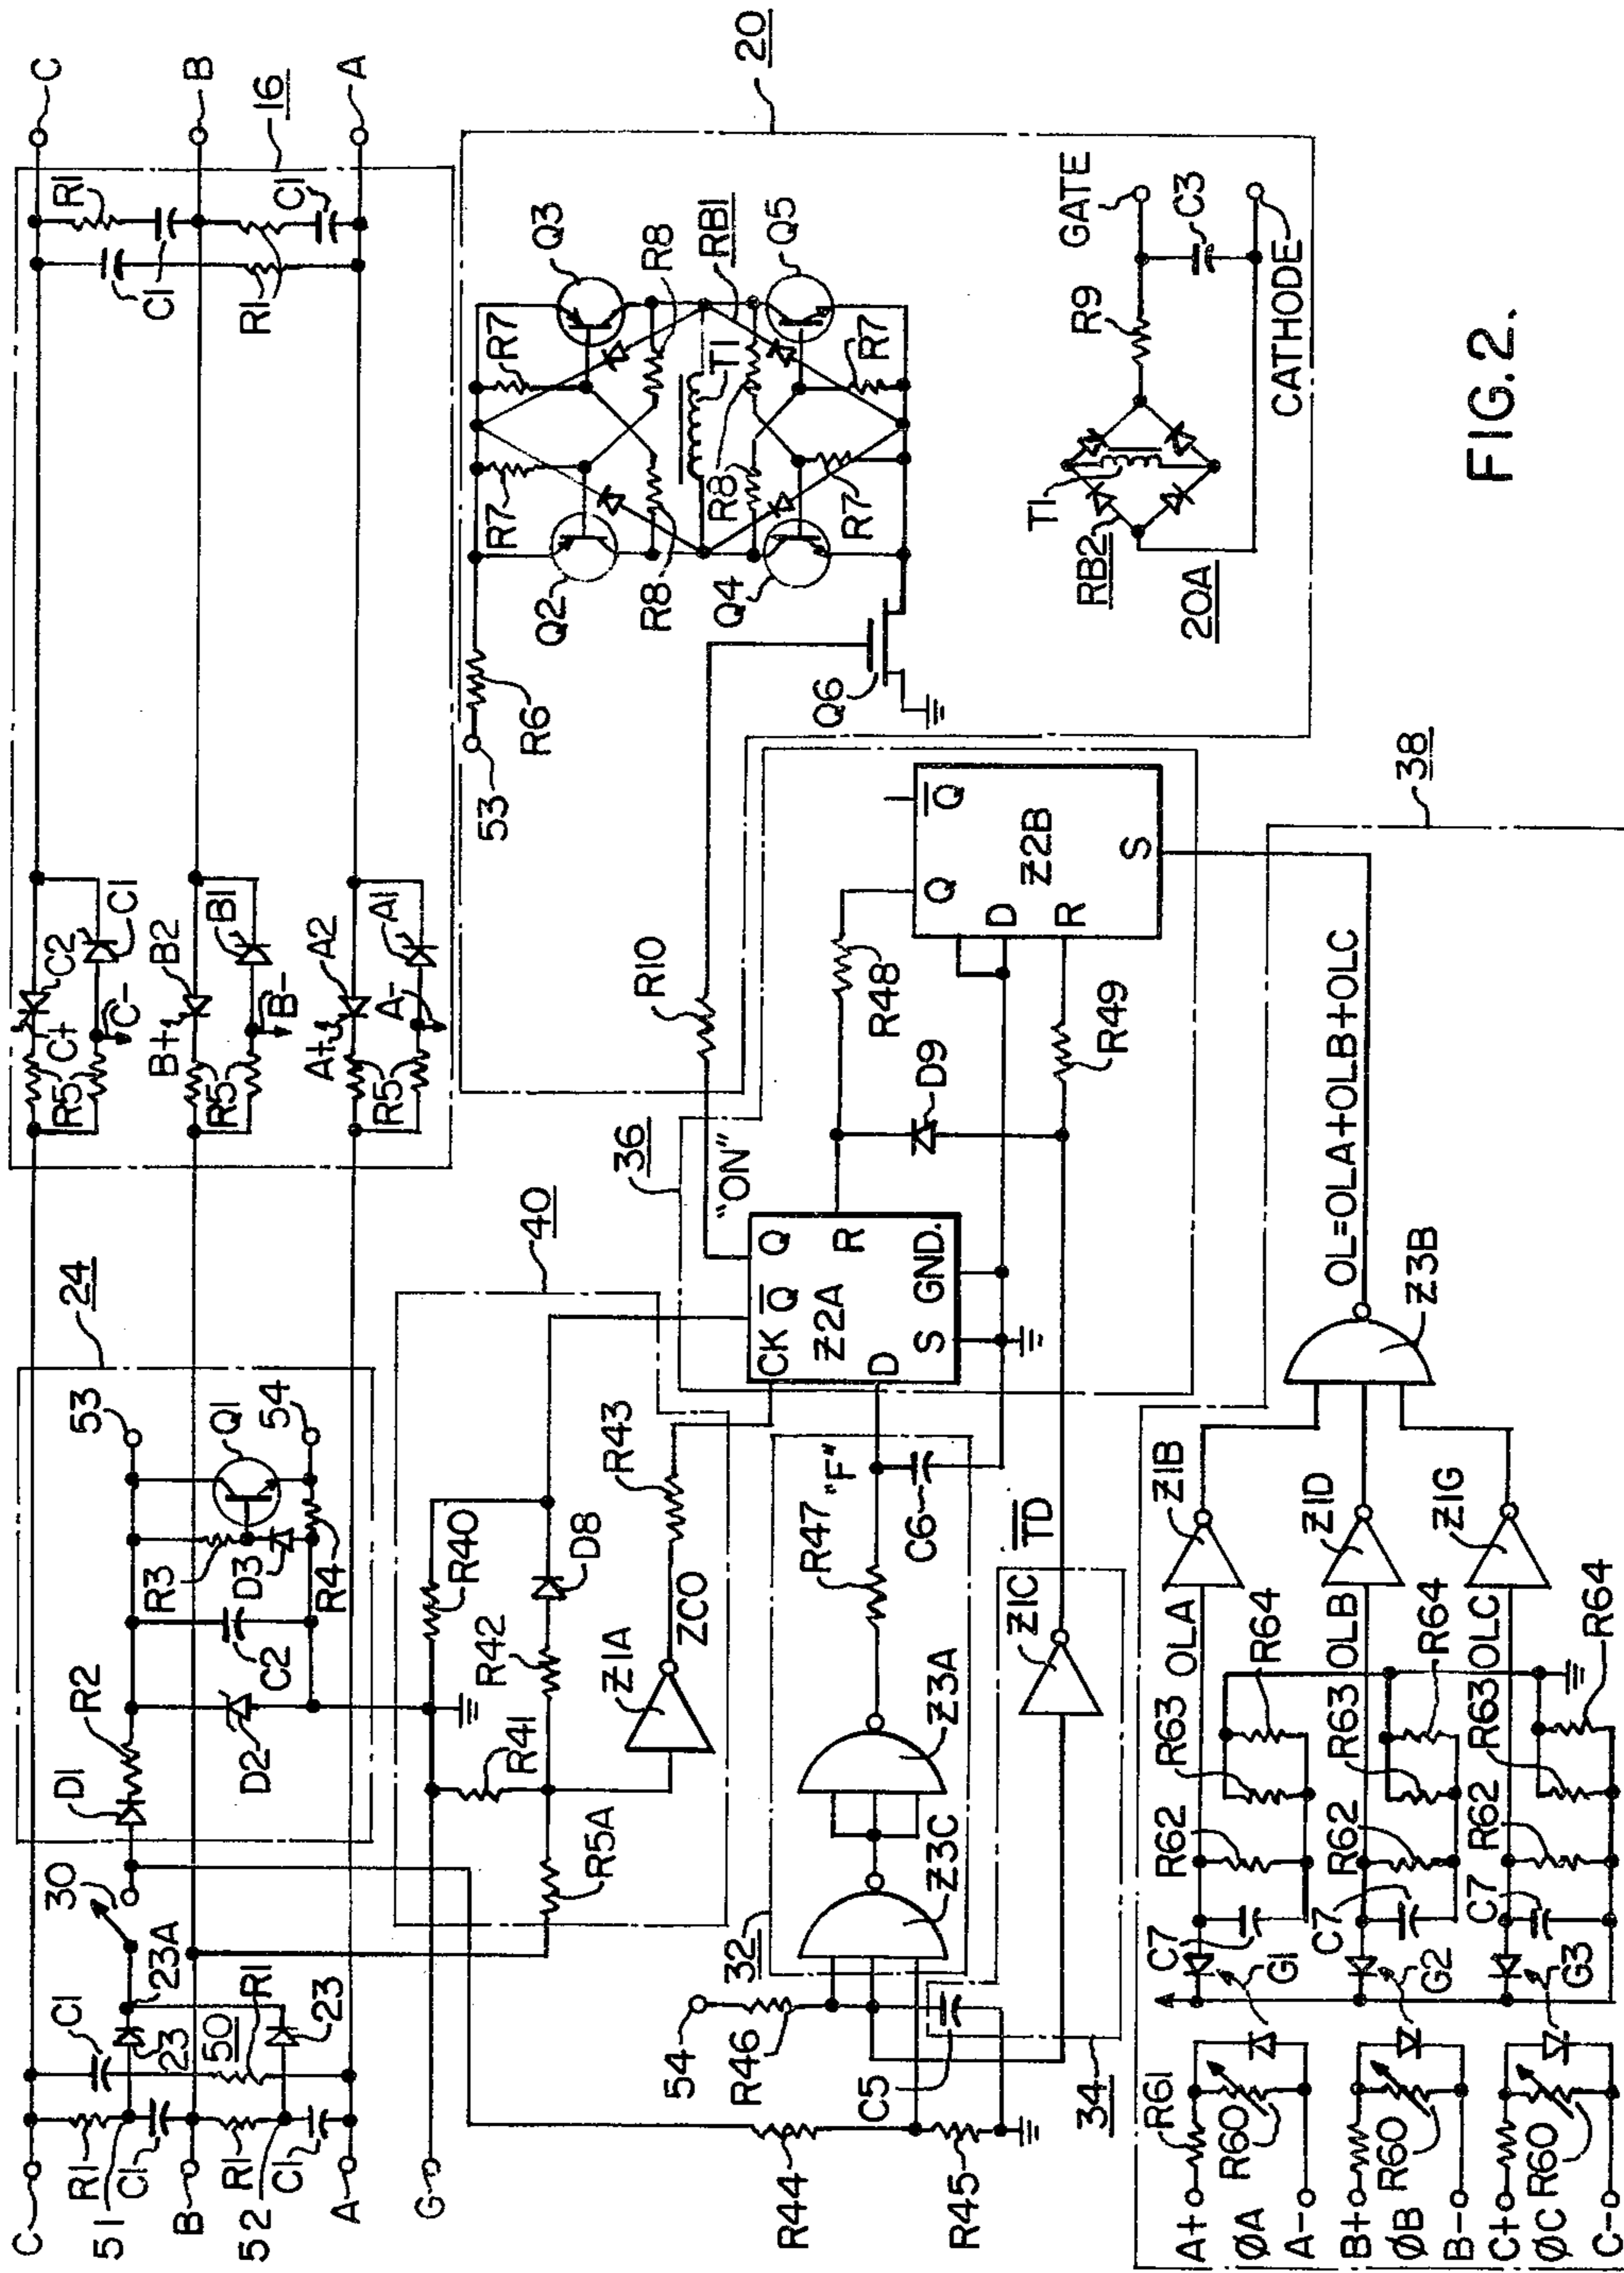 C
B
A
16
R1
C1
C1
R1
C2
C+
C1
C-
R5
B+
B2
B1
B-
R5
A+
A2
A1
A-
R5
24
53
Q1
54
R3
D3
R4
C2
R2
D1
D2
30
23A
R1
C1
23
50
23
C
R1
51
C1
B
R1
52
C1
A
G
20
Q3
R8
RB1
Q5
R7
R7
T1
R7
R8
R8
R7
Q2
Q4
R6
53
Q6
GATE
C3
R9
CATHODE
T1
RB2
20A
R10
"ON"
40
R40
R42
D8
R43
R41
Z1A
ZCO
R5A
36
CK
Q
Q
Z2A
R
D
S
GND.
R48
D9
R49
Q
Q
Z2B
D
R
S
"F"
R47
C6
Z3A
Z3C
32
TD
Z1C
54
R46
C5
34
R44
R45
38
OL=OLA+OLB+OLC
Z3B
Z1B
Z1D
Z1G
OLA
R64
R63
R62
C7
G1
OLB
R64
R63
R62
C7
G2
OLC
R64
R63
R62
C7
G3
R61
A+
ØA
A-
R60
B+
ØB
B-
R60
C+
ØC
C-
R60
FIG.2.